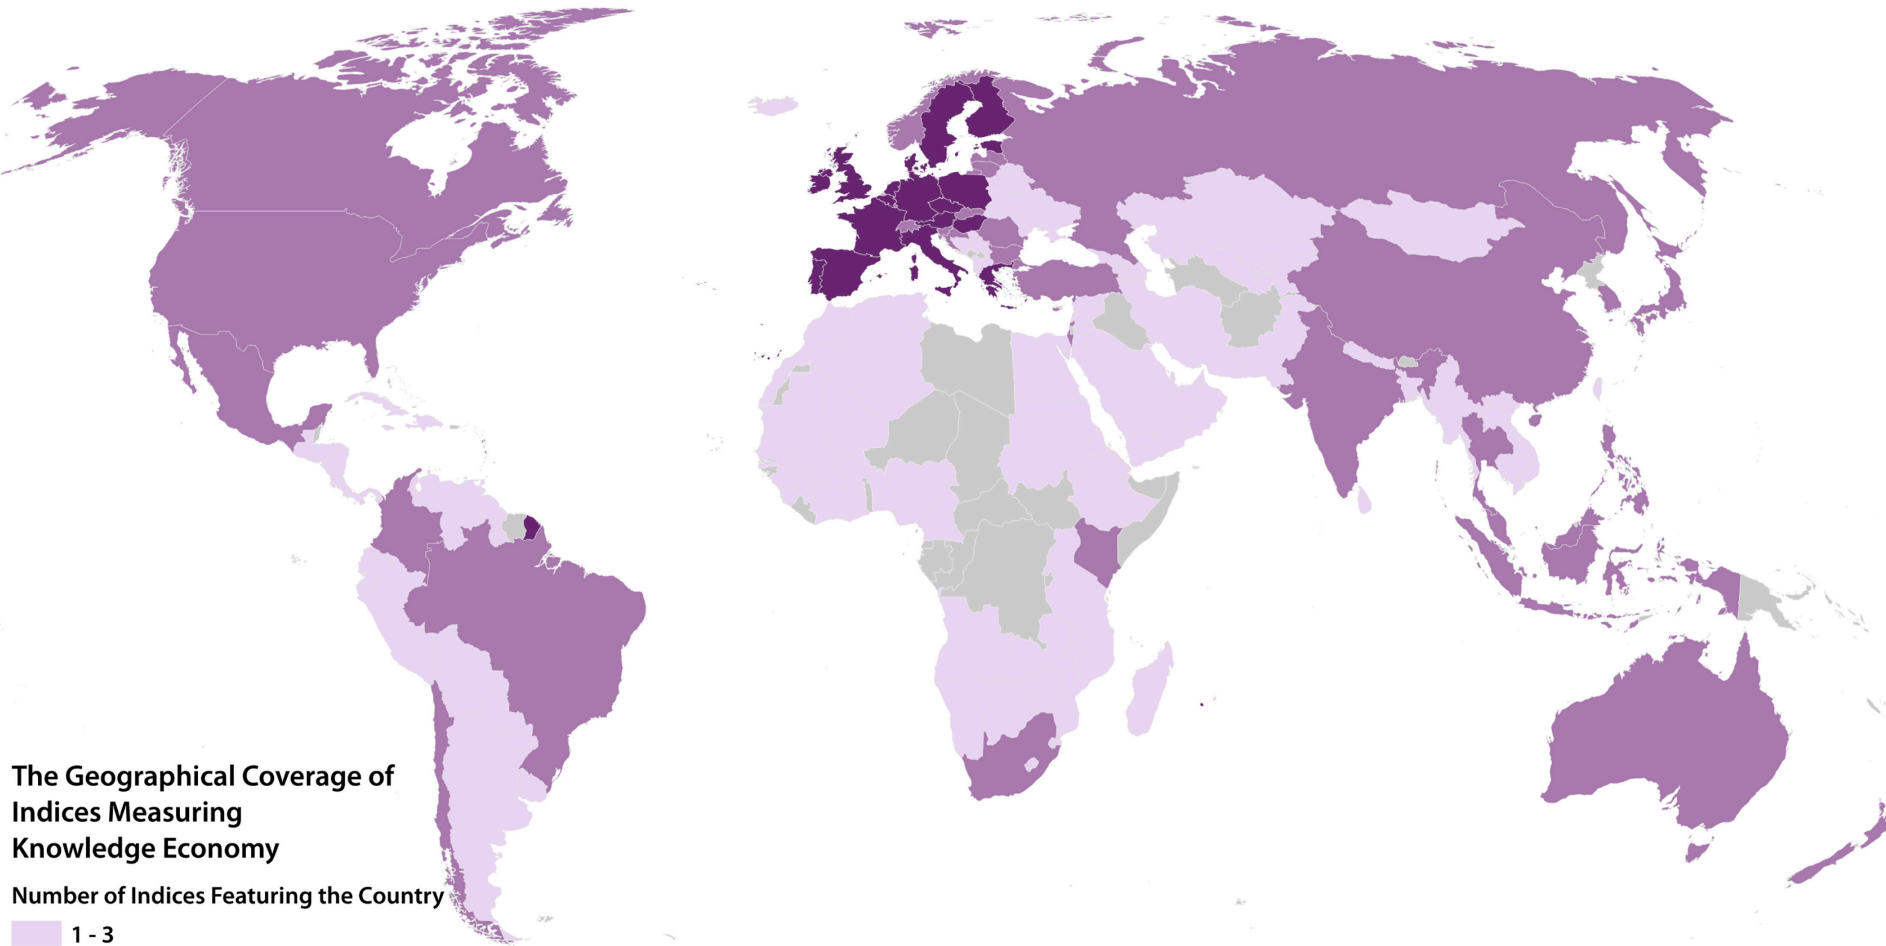 The Geographical Coverage of
Indices Measuring
Knowledge Economy
Number of Indices Featuring the Country
1 - 3